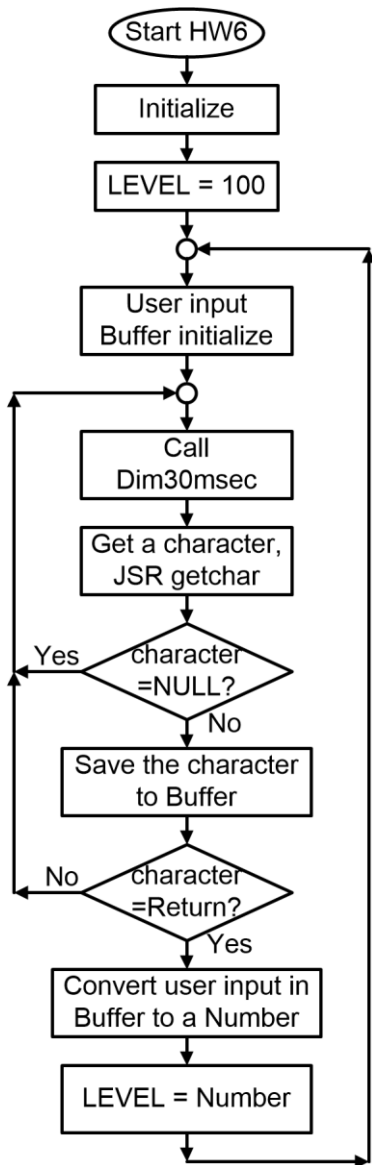 Start HW6
Initialize
LEVEL = 100
User input
Buffer initialize
Call
Dim30msec
Get a character,
JSR getchar
Yes
character
=NULL?
No
Save the character
to Buffer
No
character
=Return?
Yes
Convert user input in
Buffer to a Number
LEVEL = Number